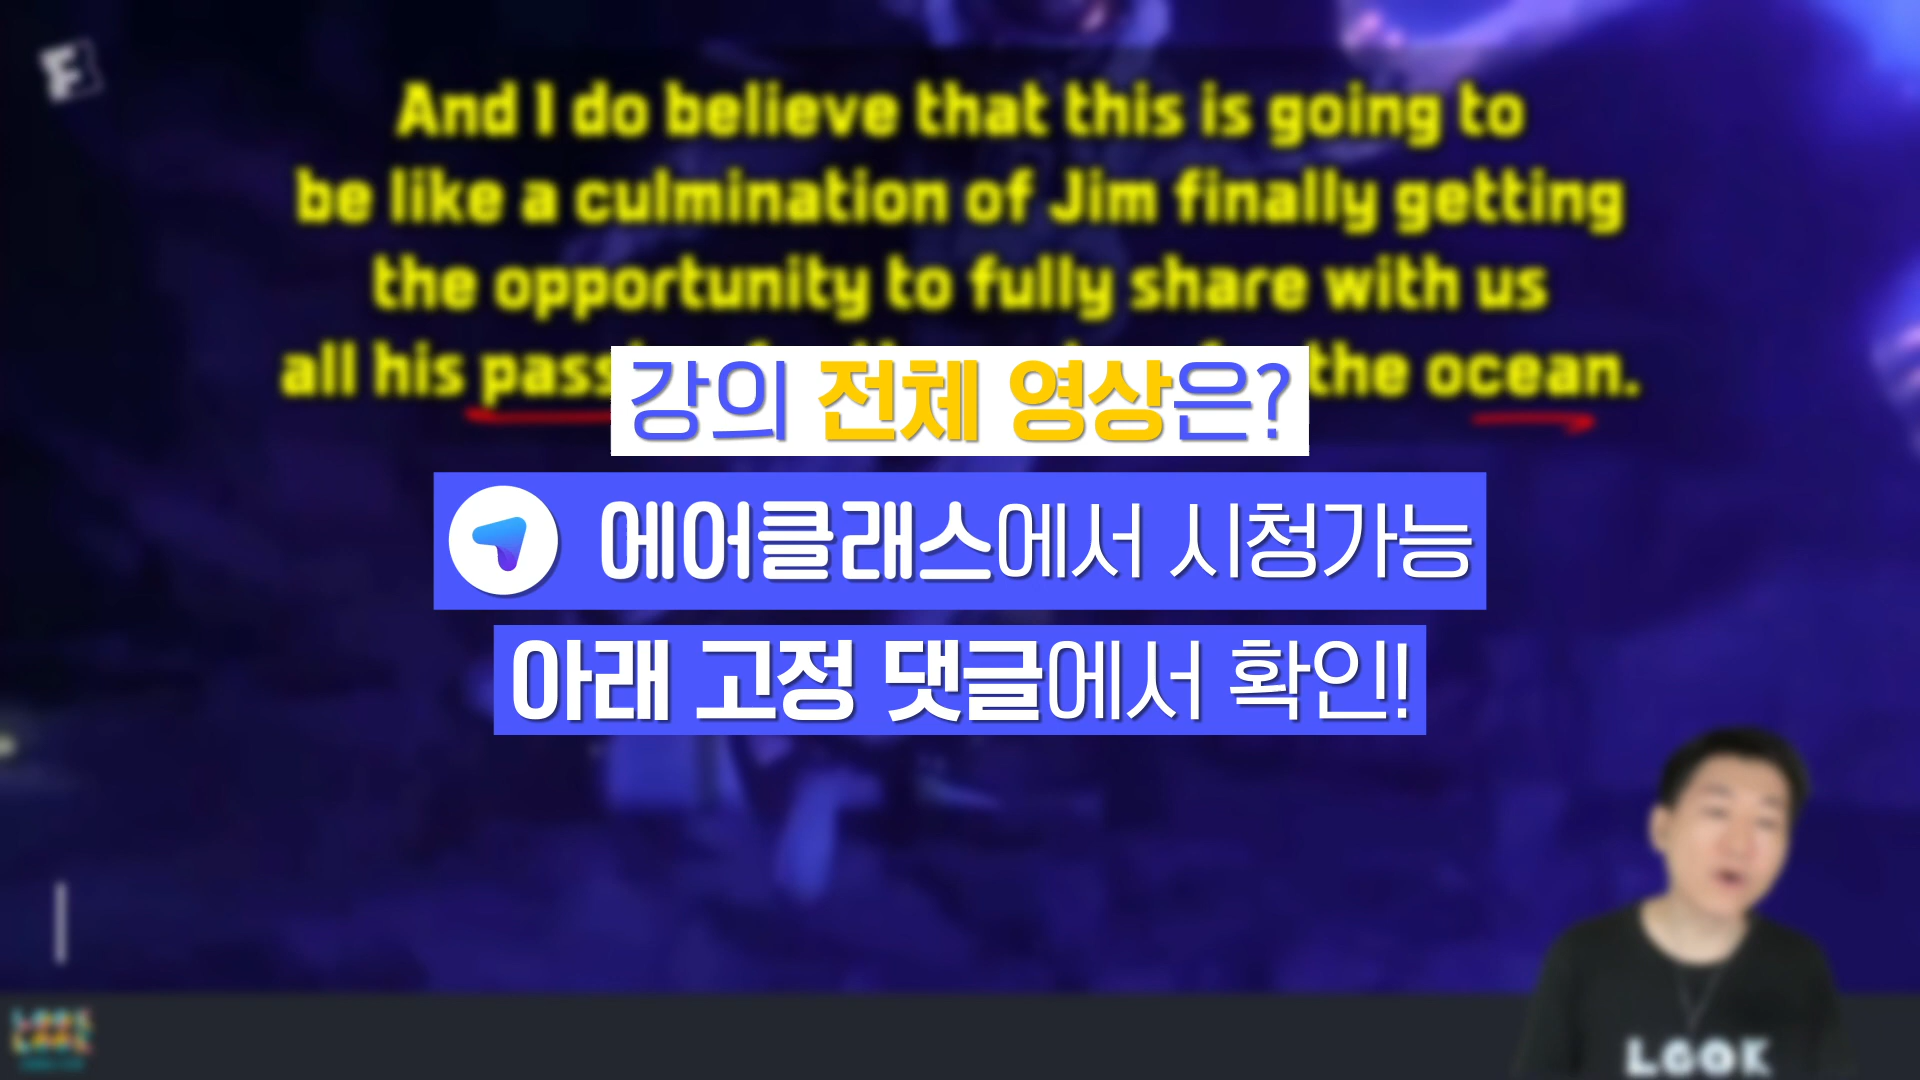 And I do believe that this is going to
be like a culmination of Jim finally getting
the opportunity to fully share with us
all his the ocean.
강의 전체 영상은?
에어클래스에서 시청가능
아래 고정 댓글에서 확인!
LOOK